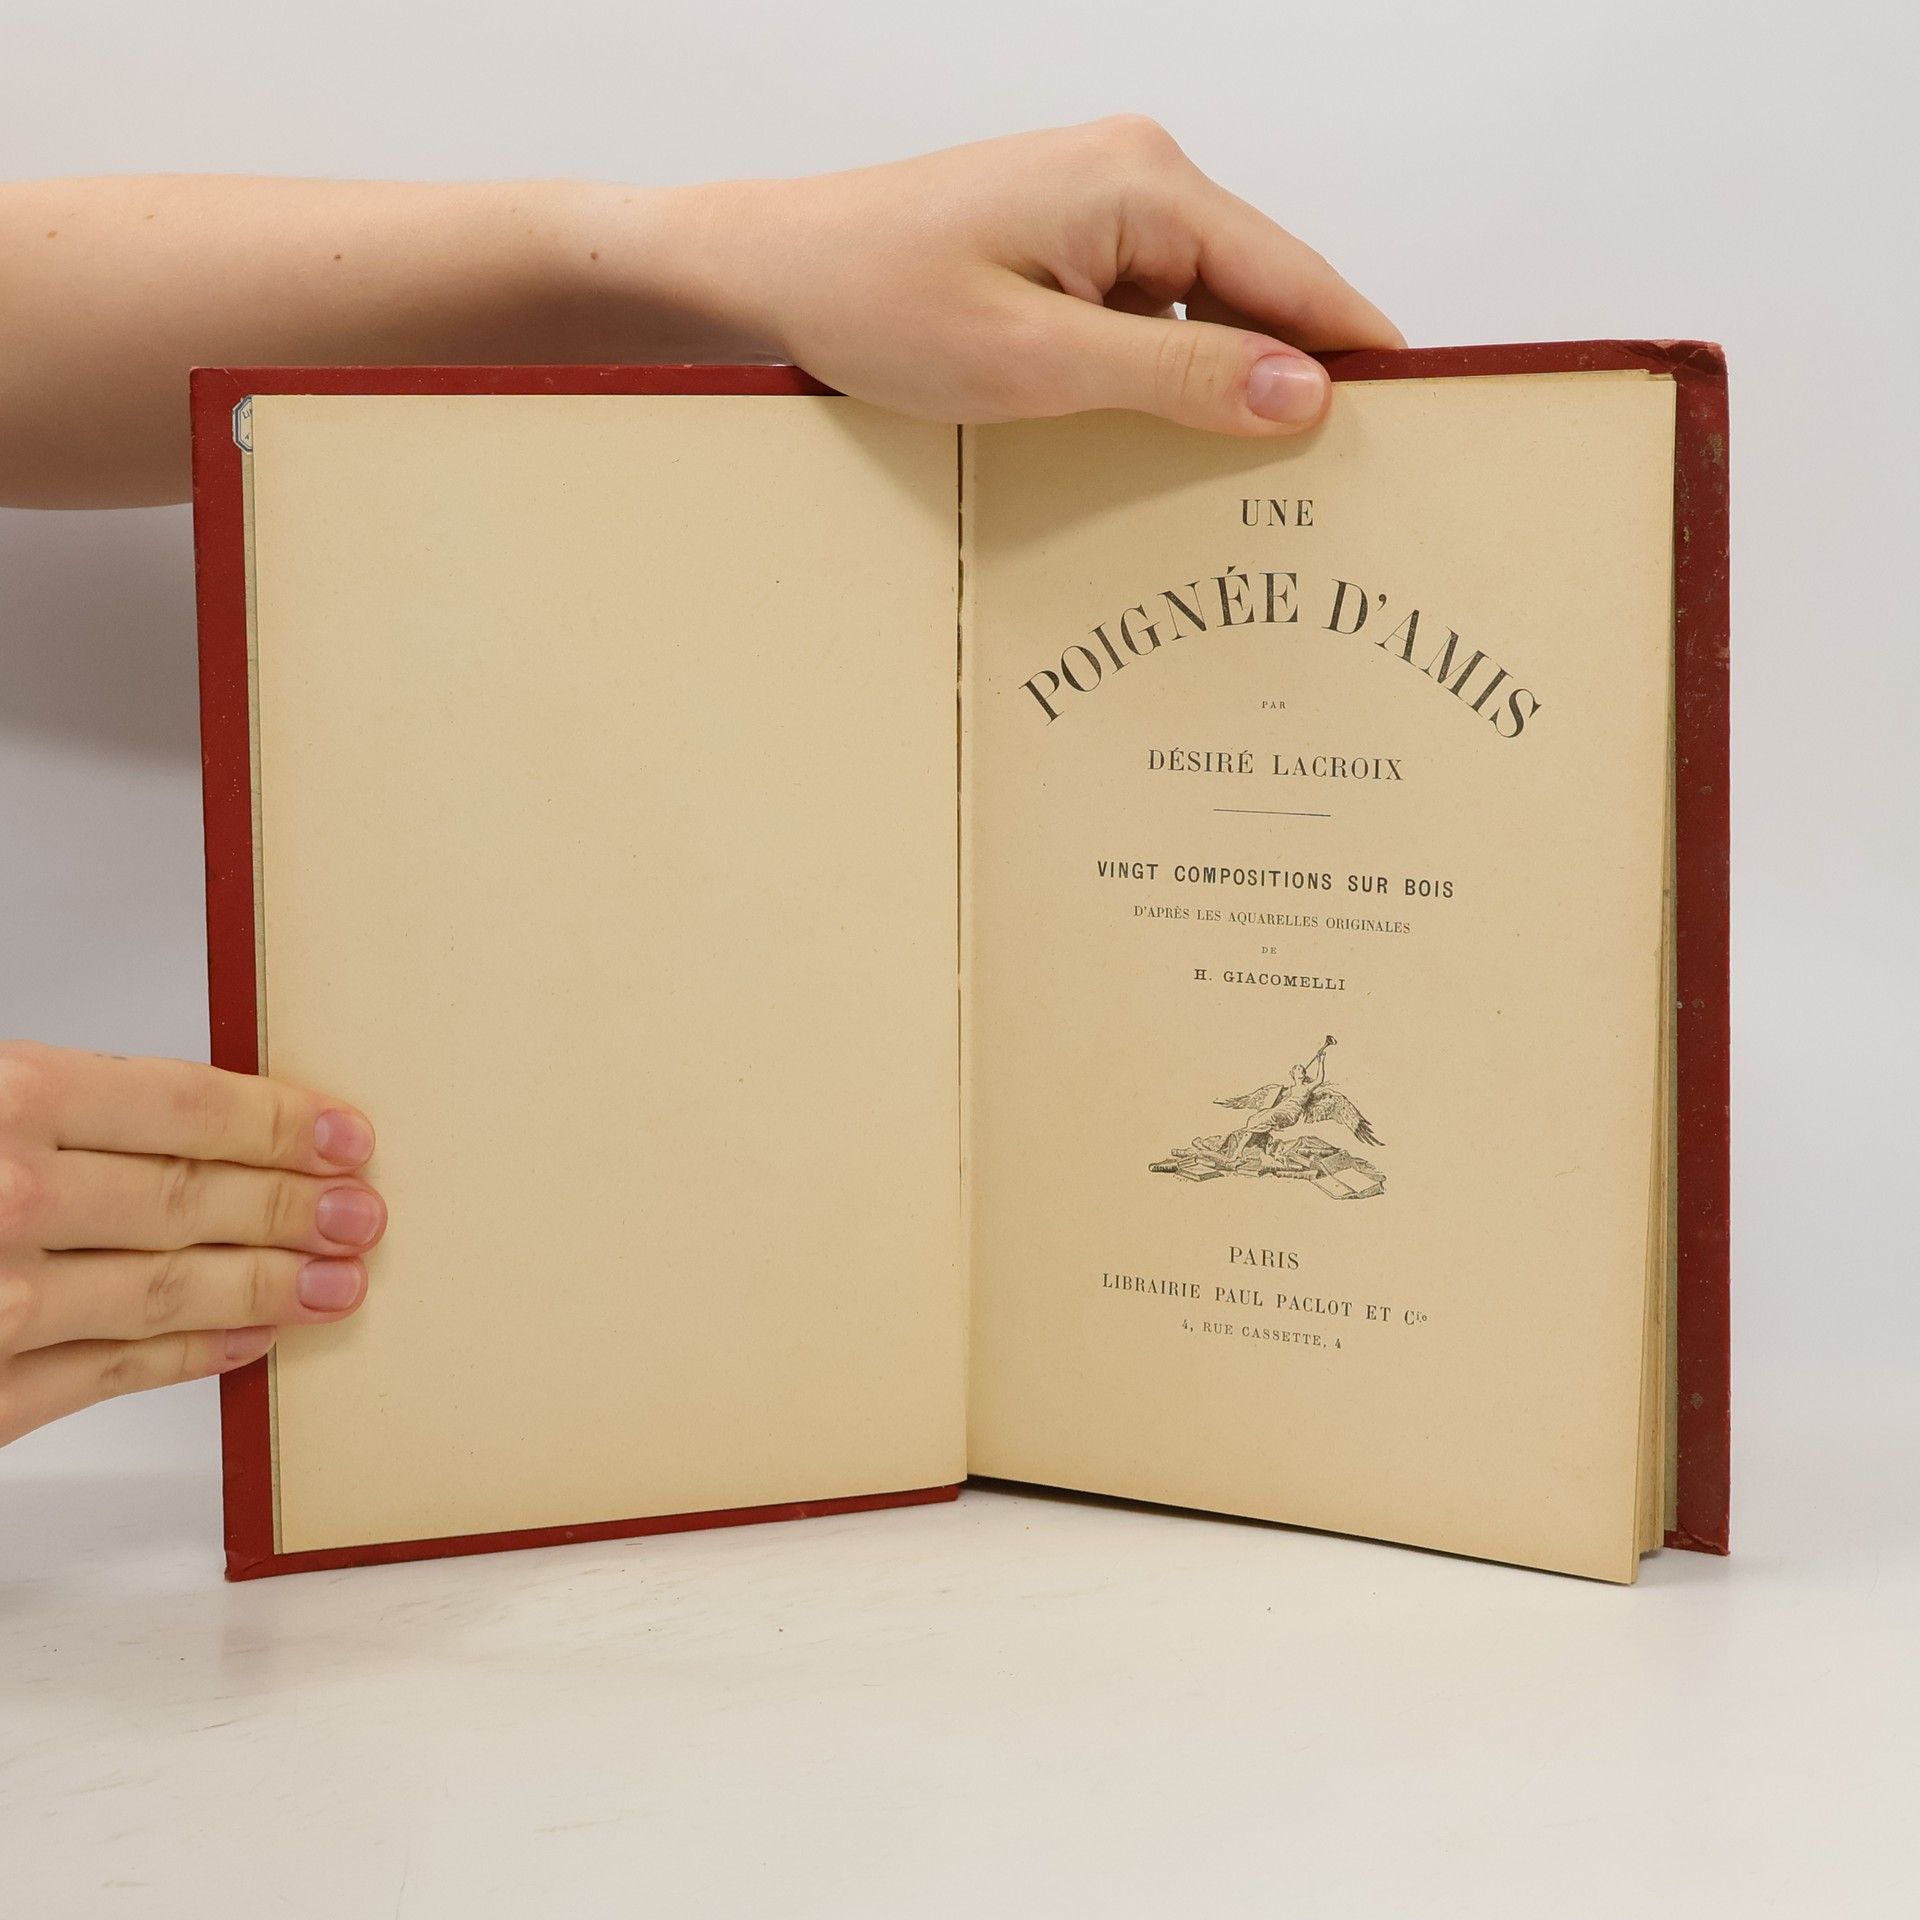 UNE
POIGNÉE D'AMIS
PAR
DÉSIRÉ LACROIX
VINGT COMPOSITIONS SUR BOIS
D'APRÈS LES AQUARELLES ORIGINALES
DE
H. GIACOMELLI
PARIS
LIBRAIRIE PAUL PACLOT ET Cie
4, RUE CASSETTE, 4